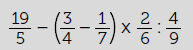 19/5 − (3/4 − 1/7) x 2/6 : 4/9